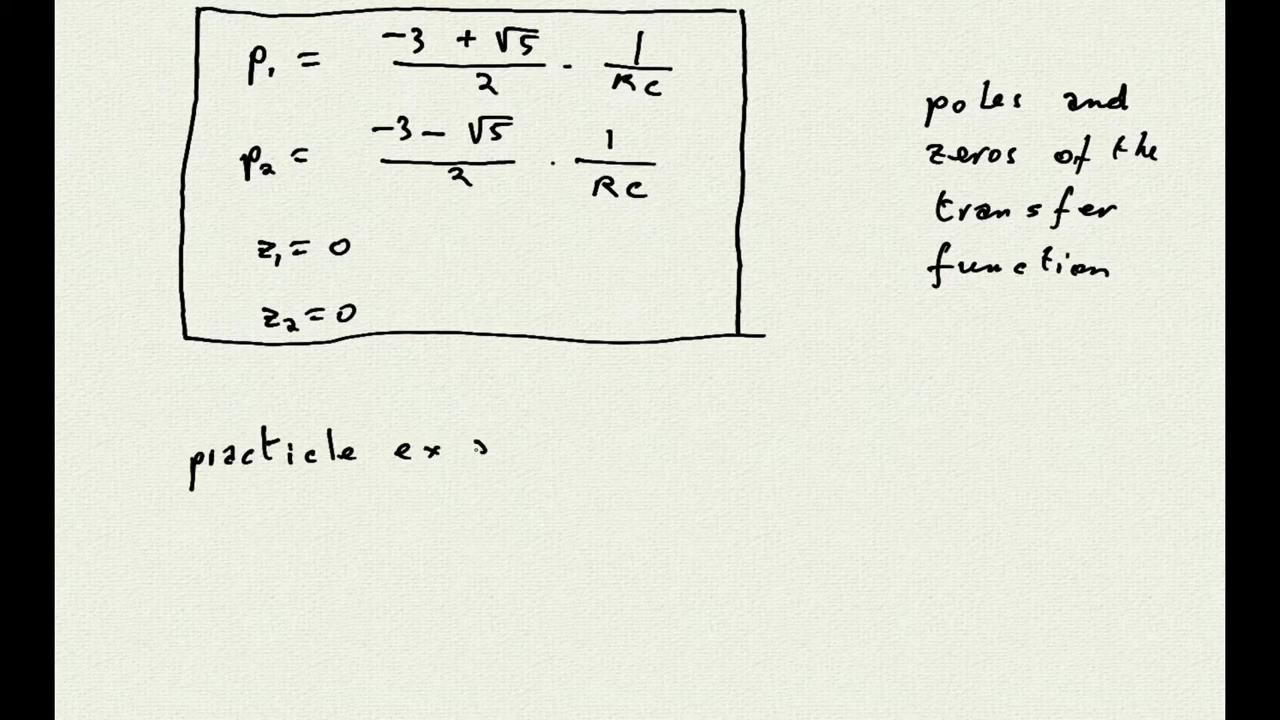 p₁ = (-3 + √5)/2 · 1/RC
p₂ = (-3 - √5)/2 · 1/RC
z₁ = 0
z₂ = 0
poles and
zeros of the
transfer
function
practicle ex